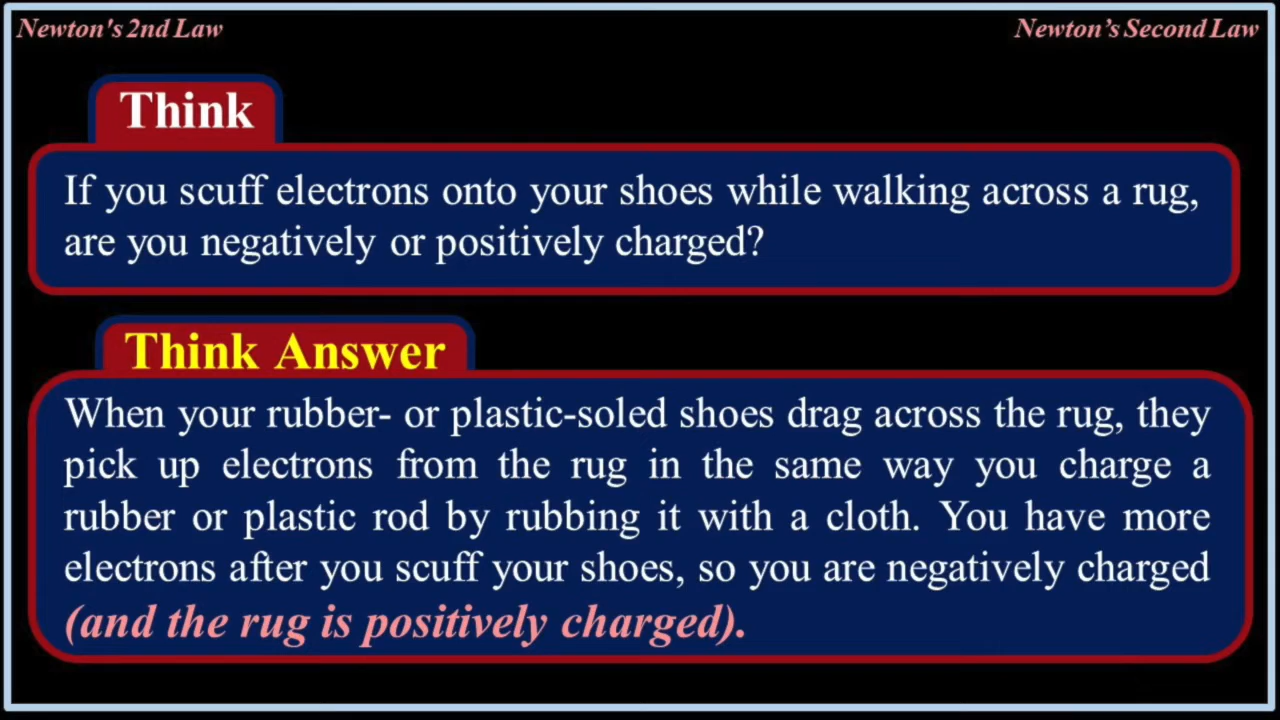 Newton's 2nd Law
Newton’s Second Law
Think
If you scuff electrons onto your shoes while walking across a rug,
are you negatively or positively charged?
Think Answer
When your rubber- or plastic-soled shoes drag across the rug, they
pick up electrons from the rug in the same way you charge a
rubber or plastic rod by rubbing it with a cloth. You have more
electrons after you scuff your shoes, so you are negatively charged
(and the rug is positively charged).